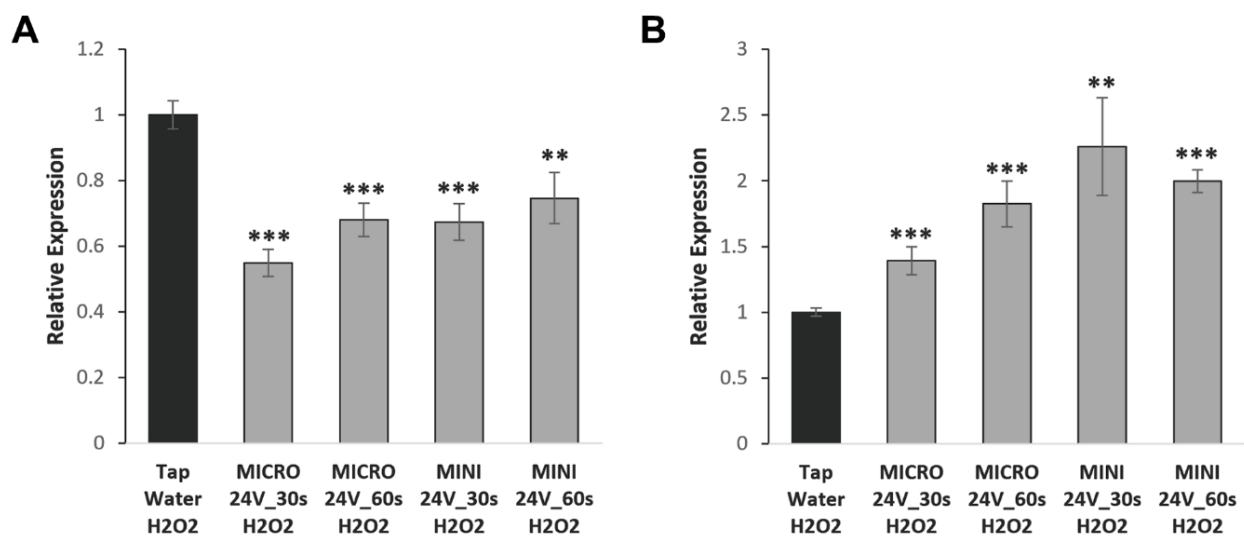 A
Relative Expression
1.2
1
0.8
0.6
0.4
0.2
0
***
***
***
**
Tap Water H2O2
MICRO 24V_30s H2O2
MICRO 24V_60s H2O2
MINI 24V_30s H2O2
MINI 24V_60s H2O2
B
Relative Expression
3
2.5
2
1.5
1
0.5
0
***
***
**
***
Tap Water H2O2
MICRO 24V_30s H2O2
MICRO 24V_60s H2O2
MINI 24V_30s H2O2
MINI 24V_60s H2O2